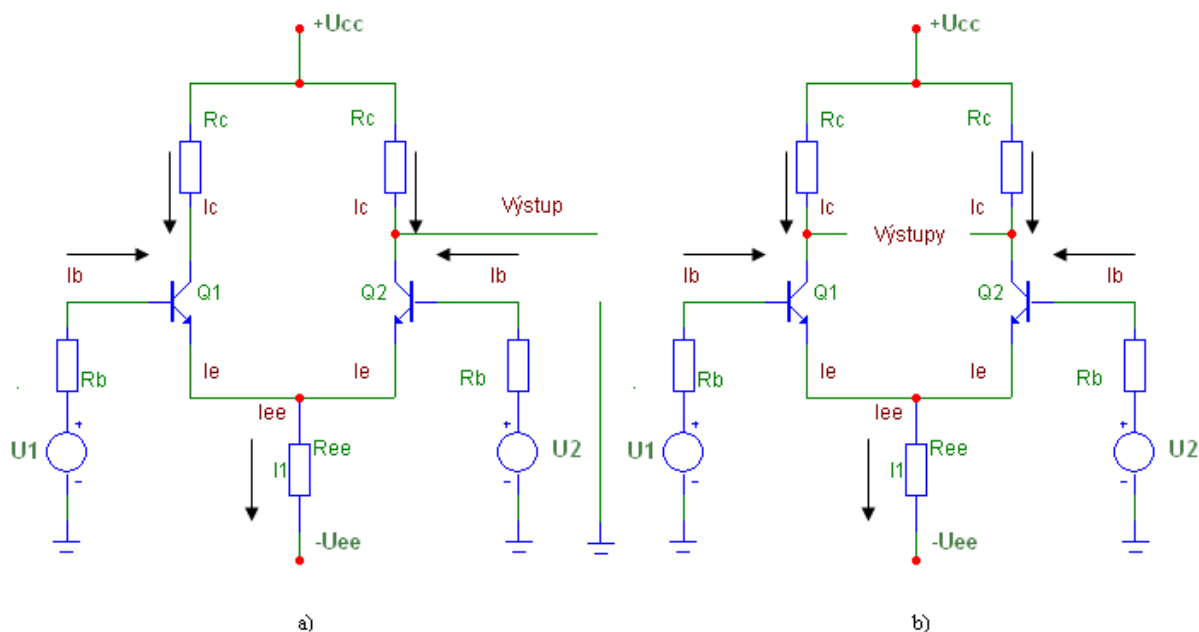 +Ucc
Rc
Rc
Ic
Ic
Výstup
Ib
Ib
Q1
Q2
Ie
Ie
Rb
Rb
Iee
U1
U2
Ree
I1
-Uee
a)
+Ucc
Rc
Rc
Ic
Ic
Výstupy
Ib
Ib
Q1
Q2
Ie
Ie
Rb
Rb
Iee
U1
U2
Ree
I1
-Uee
b)